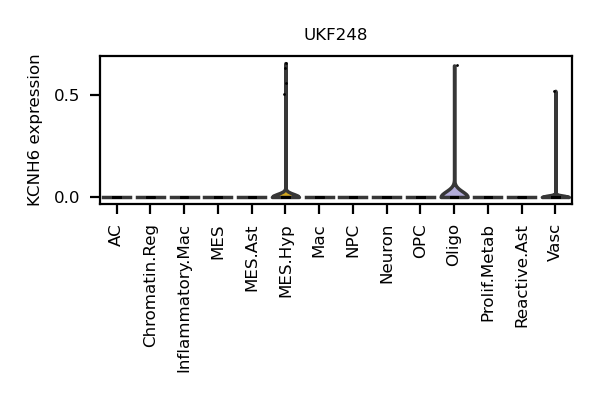 UKF248
KCNH6 expression
0.5
0.0
AC
Chromatin.Reg
Inflammatory.Mac
MES
MES.Ast
MES.Hyp
Mac
NPC
Neuron
OPC
Oligo
Prolif.Metab
Reactive.Ast
Vasc